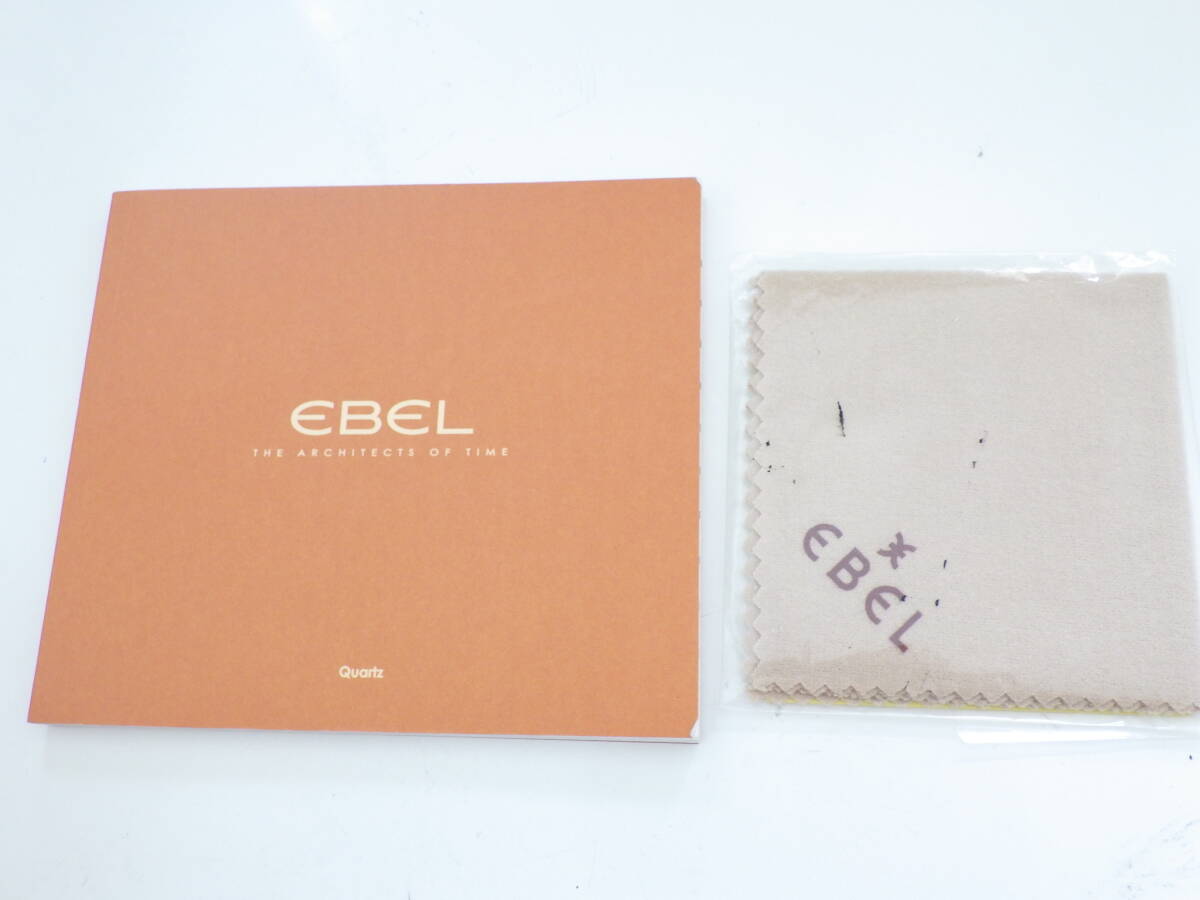 EBEL
THE ARCHITECTS OF TIME
Quartz
EBEL